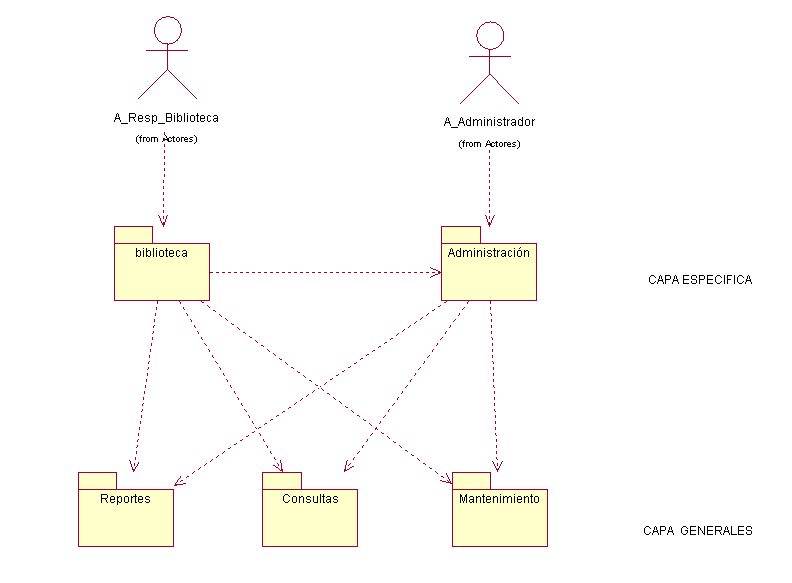 A_Resp_Biblioteca
(from Actores)
A_Administrador
(from Actores)
biblioteca
Administración
CAPA ESPECIFICA
Reportes
Consultas
Mantenimiento
CAPA GENERALES